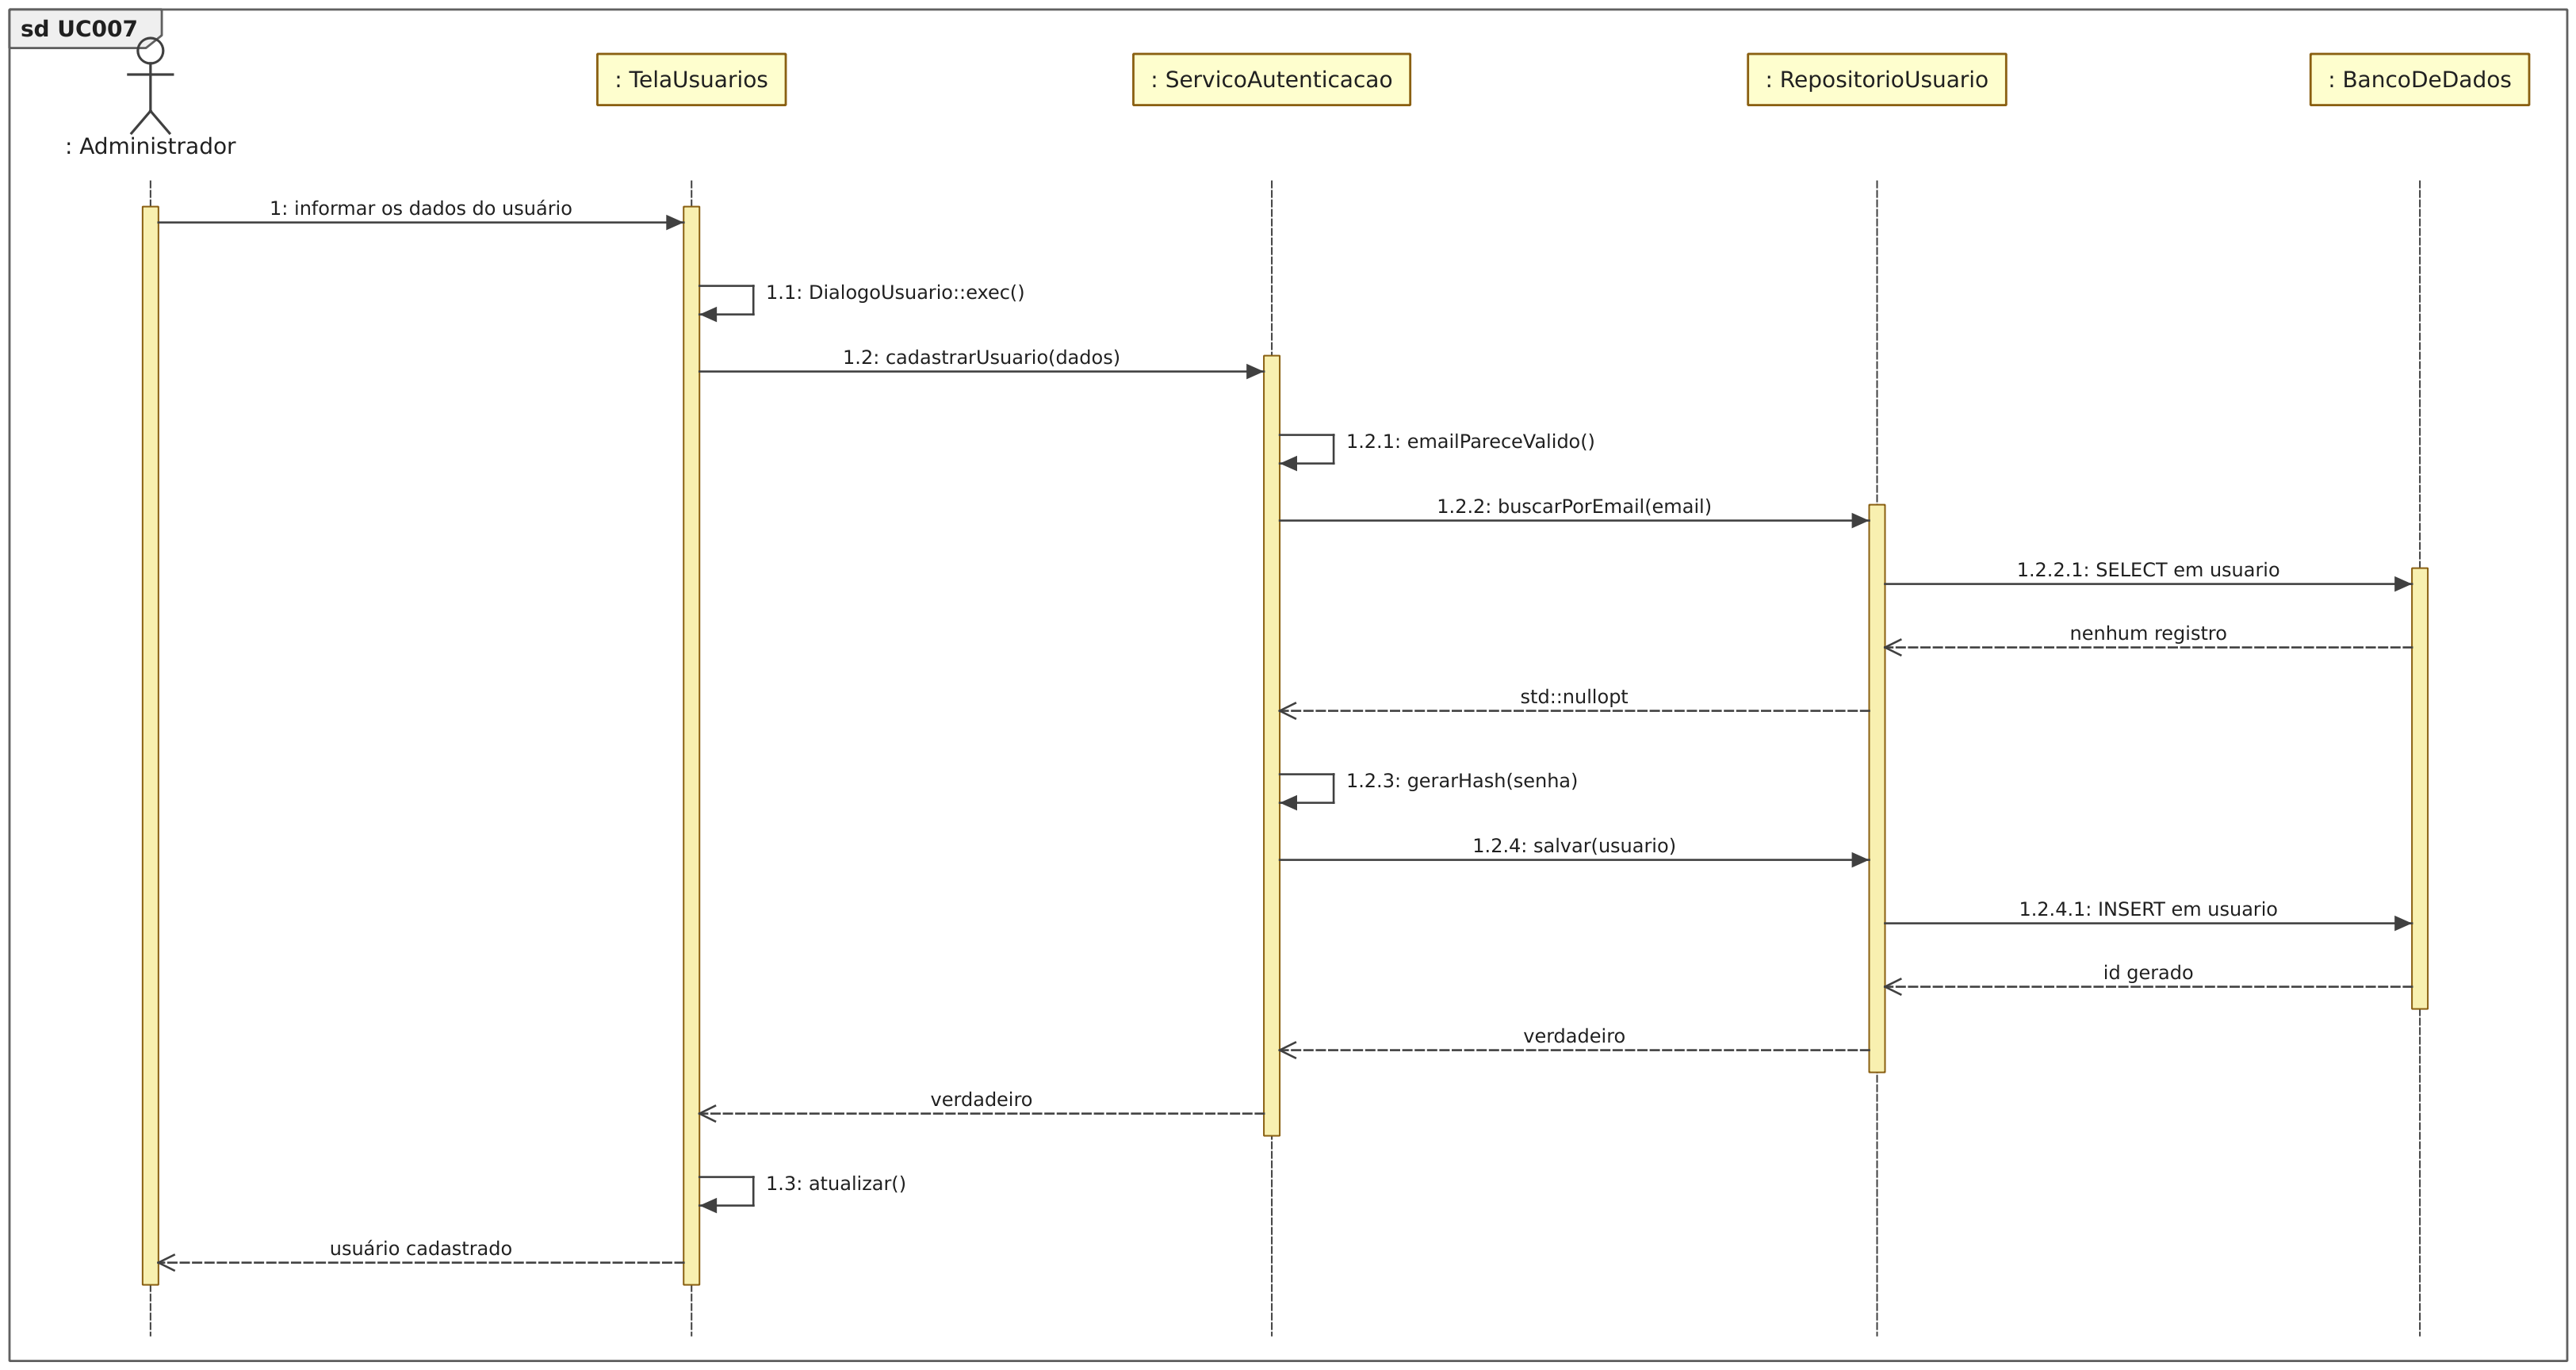 sd UC007
: Administrador
: TelaUsuarios
: ServicoAutenticacao
: RepositorioUsuario
: BancoDeDados
1: informar os dados do usuário
1.1: DialogoUsuario::exec()
1.2: cadastrarUsuario(dados)
1.2.1: emailPareceValido()
1.2.2: buscarPorEmail(email)
1.2.2.1: SELECT em usuario
nenhum registro
std::nullopt
1.2.3: gerarHash(senha)
1.2.4: salvar(usuario)
1.2.4.1: INSERT em usuario
id gerado
verdadeiro
verdadeiro
1.3: atualizar()
usuário cadastrado